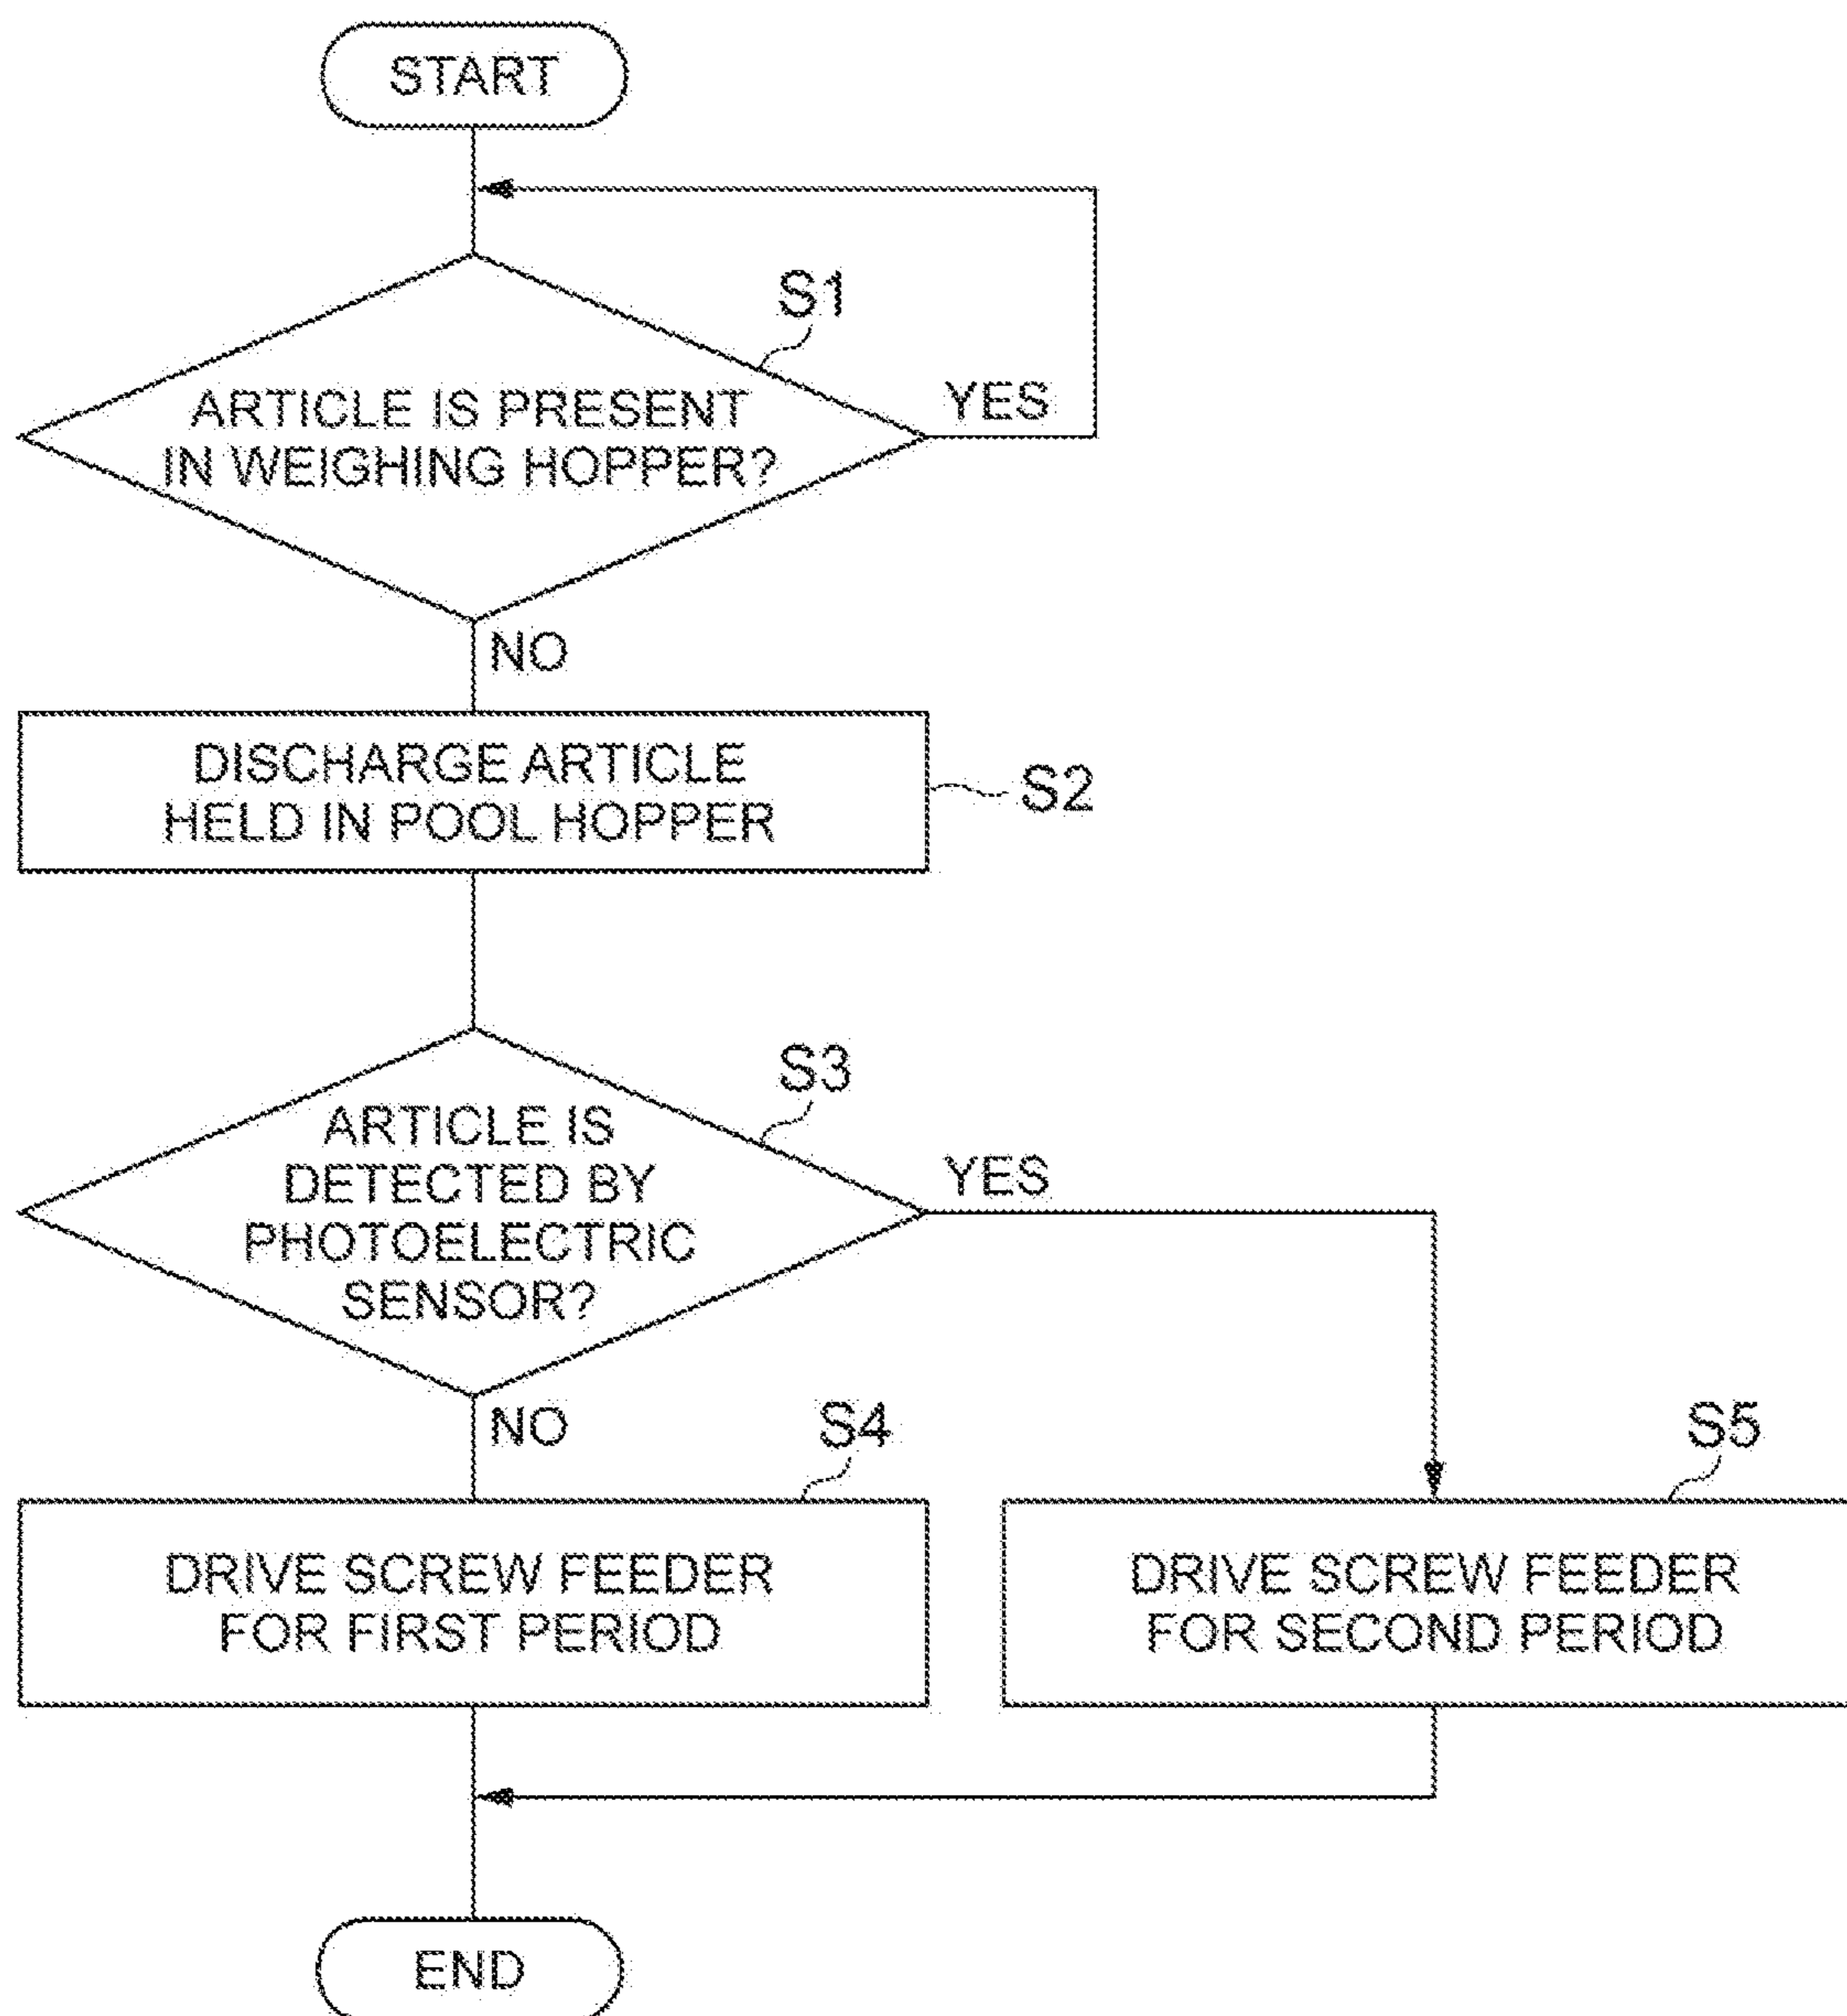 START
S1
ARTICLE IS PRESENT
IN WEIGHING HOPPER?
YES
NO
DISCHARGE ARTICLE
HELD IN POOL HOPPER
S2
S3
ARTICLE IS
DETECTED BY
PHOTOELECTRIC
SENSOR?
YES
NO
S4
DRIVE SCREW FEEDER
FOR FIRST PERIOD
S5
DRIVE SCREW FEEDER
FOR SECOND PERIOD
END